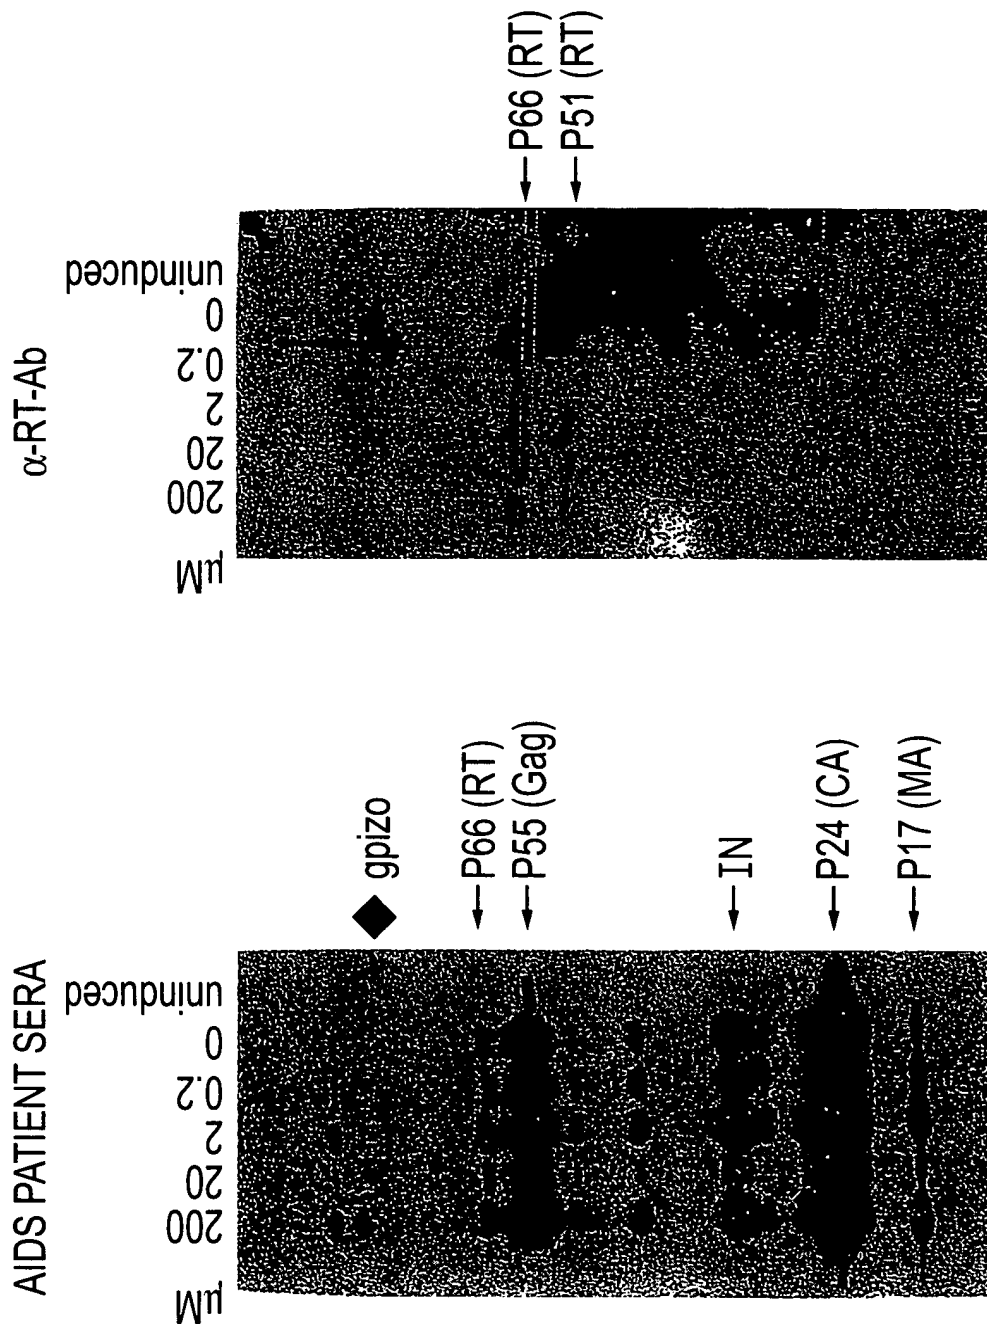 AIDS PATIENT SERA
µM
200
20
2
0.2
0
uninduced
gpizo
P66 (RT)
P55 (Gag)
IN
P24 (CA)
P17 (MA)
α-RT-Ab
µM
200
20
2
0.2
0
uninduced
P66 (RT)
P51 (RT)